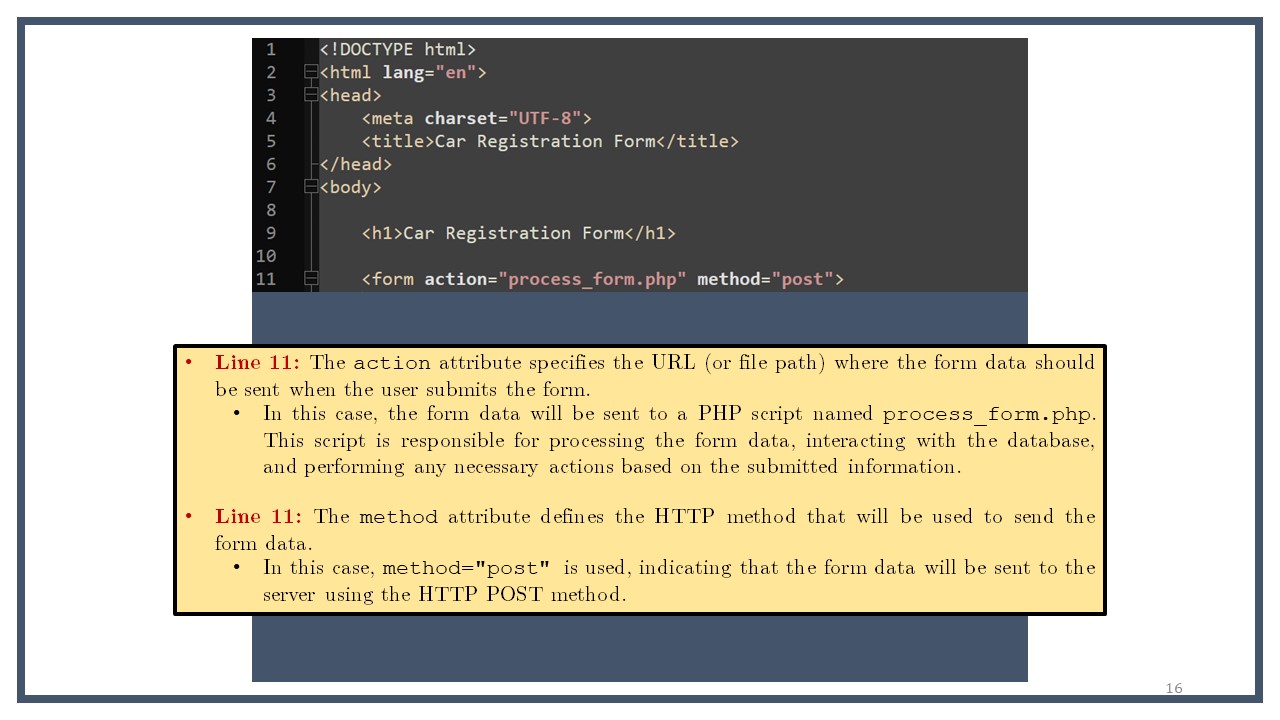 1 <!DOCTYPE html>
2 <html lang="en">
3 <head>
4 <meta charset="UTF-8">
5 <title>Car Registration Form</title>
6 </head>
7 <body>
8
9 <h1>Car Registration Form</h1>
10
11 <form action="process_form.php" method="post">
• Line 11: The action attribute specifies the URL (or file path) where the form data should
be sent when the user submits the form.
• In this case, the form data will be sent to a PHP script named process_form.php.
This script is responsible for processing the form data, interacting with the database,
and performing any necessary actions based on the submitted information.
• Line 11: The method attribute defines the HTTP method that will be used to send the
form data.
• In this case, method="post" is used, indicating that the form data will be sent to the
server using the HTTP POST method.
16